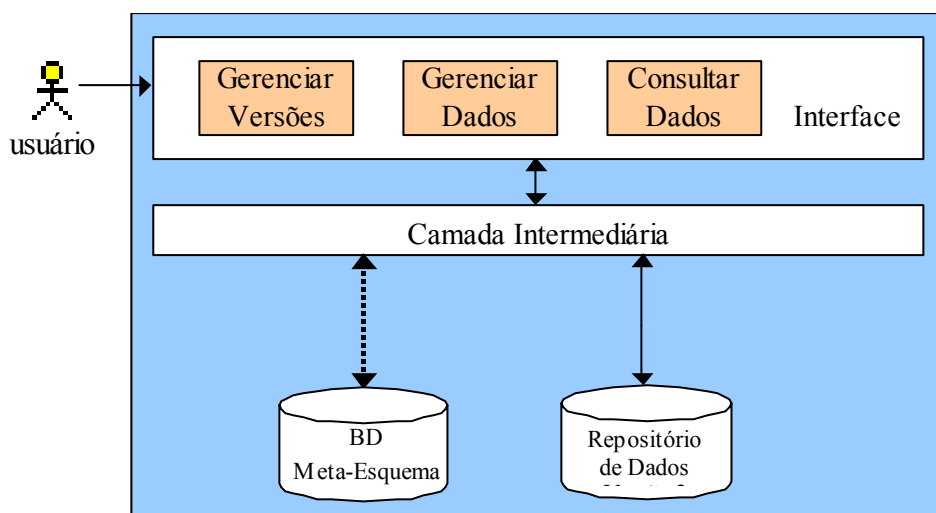 Gerenciar
Versões
Gerenciar
Dados
Consultar
Dados
Interface
usuário
Camada Intermediária
BD
Meta-Esquema
Repositório
de Dados